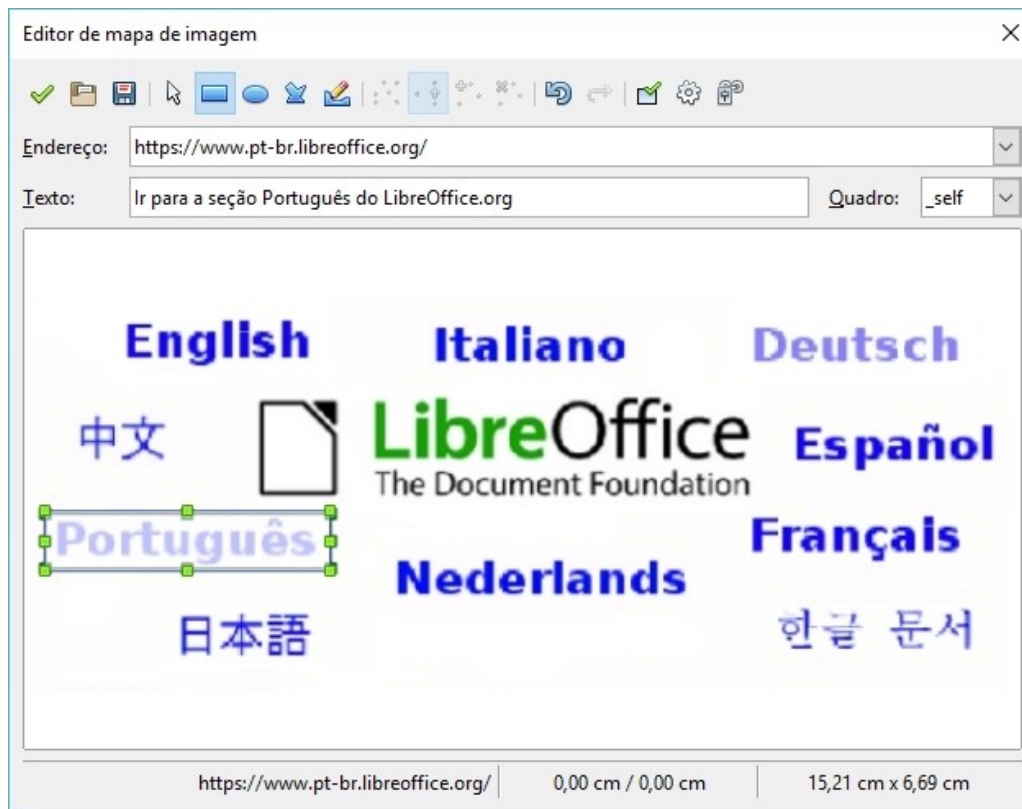 Editor de mapa de imagem
Endereço: https://www.pt-br.libreoffice.org/
Texto: Ir para a seção Português do LibreOffice.org Quadro: _self
English Italiano Deutsch
中文 LibreOffice Español
The Document Foundation
Português Français
Nederlands
日本語 한글 문서
https://www.pt-br.libreoffice.org/ 0,00 cm / 0,00 cm 15,21 cm x 6,69 cm